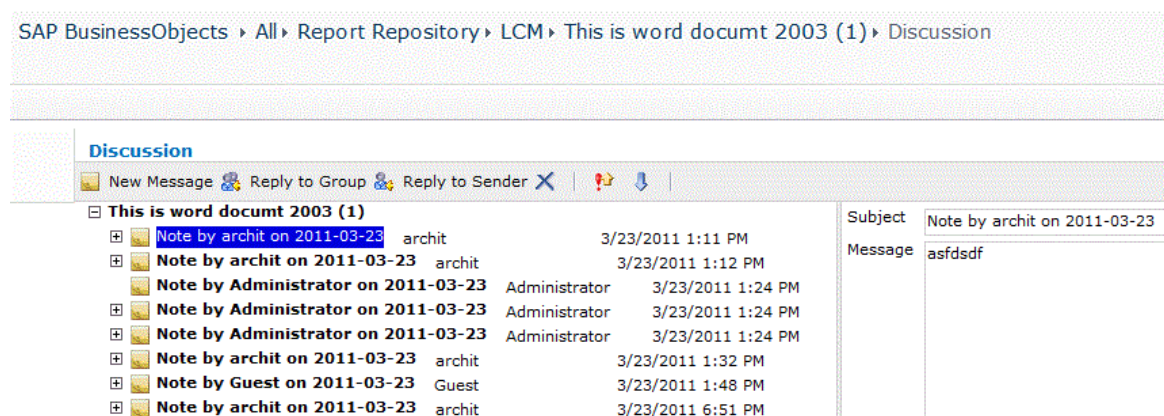 SAP BusinessObjects › All › Report Repository › LCM › This is word documt 2003 (1) › Discussion
Discussion
New Message Reply to Group Reply to Sender
This is word documt 2003 (1)
Note by archit on 2011-03-23 archit 3/23/2011 1:11 PM
Note by archit on 2011-03-23 archit 3/23/2011 1:12 PM
Note by Administrator on 2011-03-23 Administrator 3/23/2011 1:24 PM
Note by Administrator on 2011-03-23 Administrator 3/23/2011 1:24 PM
Note by Administrator on 2011-03-23 Administrator 3/23/2011 1:24 PM
Note by archit on 2011-03-23 archit 3/23/2011 1:32 PM
Note by Guest on 2011-03-23 Guest 3/23/2011 1:48 PM
Note by archit on 2011-03-23 archit 3/23/2011 6:51 PM
Subject Note by archit on 2011-03-23
Message asfdsdf